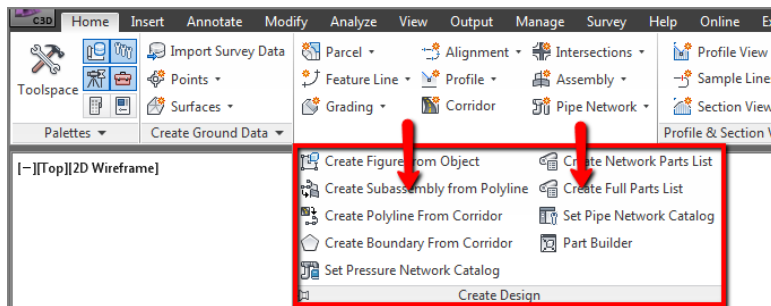 C3D Home Insert Annotate Modify Analyze View Output Manage Survey Help Online
Import Survey Data Parcel Alignment Intersections Profile View
Toolspace Points Feature Line Profile Assembly Sample Line
Surfaces Grading Corridor Pipe Network Section View
Palettes Create Ground Data Profile & Section
[−][Top][2D Wireframe]
Create Figure from Object Create Network Parts List
Create Subassembly from Polyline Create Full Parts List
Create Polyline From Corridor Set Pipe Network Catalog
Create Boundary From Corridor Part Builder
Set Pressure Network Catalog
Create Design